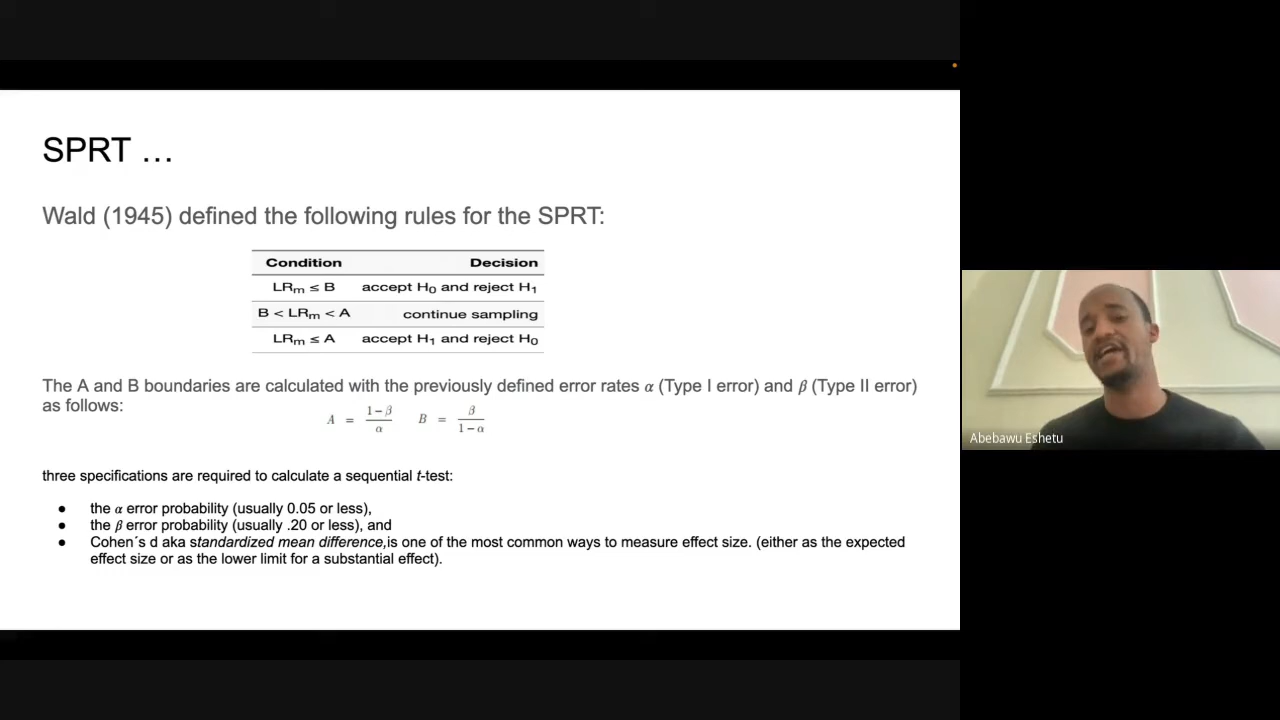 SPRT …
Wald (1945) defined the following rules for the SPRT:
Condition Decision
LRm ≤ B accept H0 and reject H1
B < LRm < A continue sampling
LRm ≤ A accept H1 and reject H0
The A and B boundaries are calculated with the previously defined error rates α (Type I error) and β (Type II error)
as follows:
A = (1−β)/α B = β/(1−α)
three specifications are required to calculate a sequential t-test:
● the α error probability (usually 0.05 or less),
● the β error probability (usually .20 or less), and
● Cohen´s d aka standardized mean difference,is one of the most common ways to measure effect size. (either as the expected
effect size or as the lower limit for a substantial effect).
Abebawu Eshetu